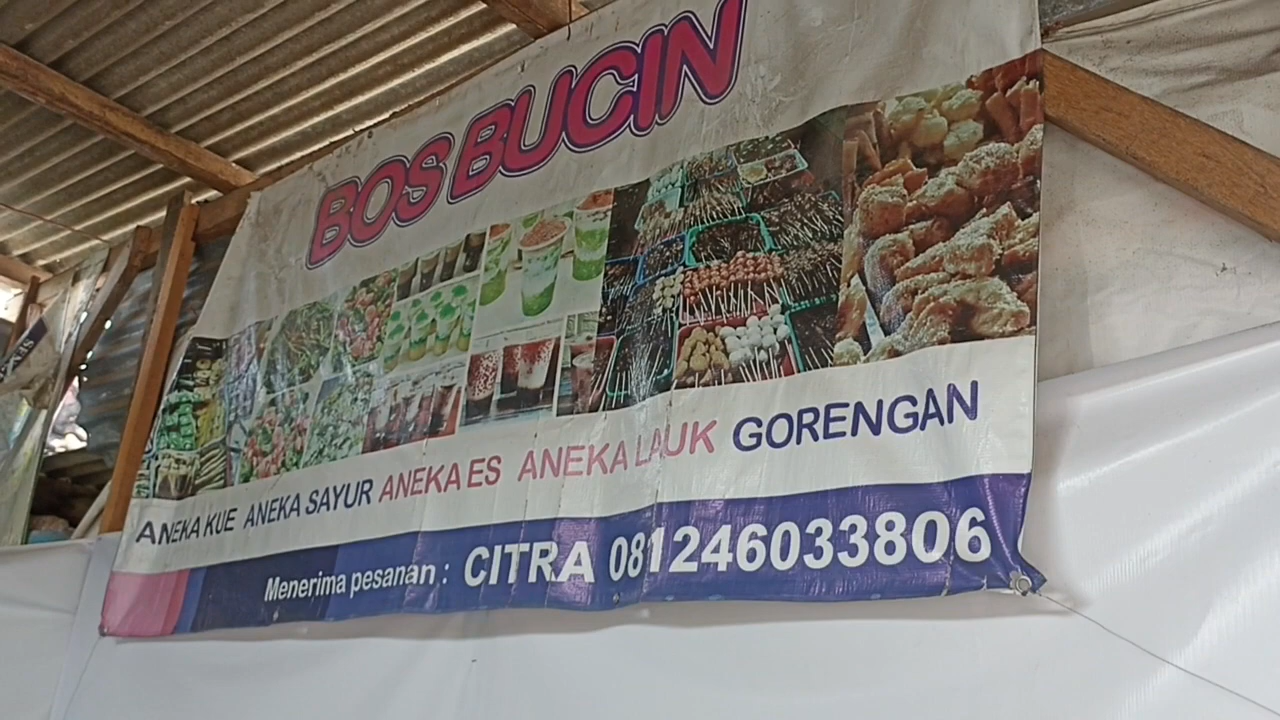 BOS BUCIN
ANEKA KUE ANEKA SAYUR ANEKA ES ANEKA LAUK GORENGAN
Menerima pesanan : CITRA 081246033806